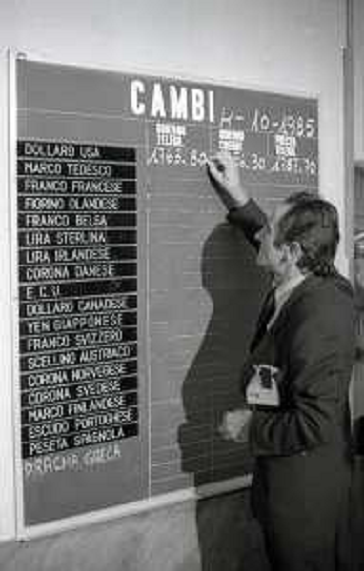 CAMBI
- 10-1985
1763.80
DOLLARO USA
MARCO TEDESCO
FRANCO FRANCESE
FIORINO OLANDESE
FRANCO BELGA
LIRA STERLINA
LIRA IRLANDESE
CORONA DANESE
E.C.U.
DOLLARO CANADESE
YEN GIAPPONESE
FRANCO SVIZZERO
SCELLINO AUSTRIACO
CORONA NORVEGESE
CORONA SVEDESE
MARCO FINLANDESE
ESCUDO PORTOGHESE
PESETA SPAGNOLA
DRACMA GRECA